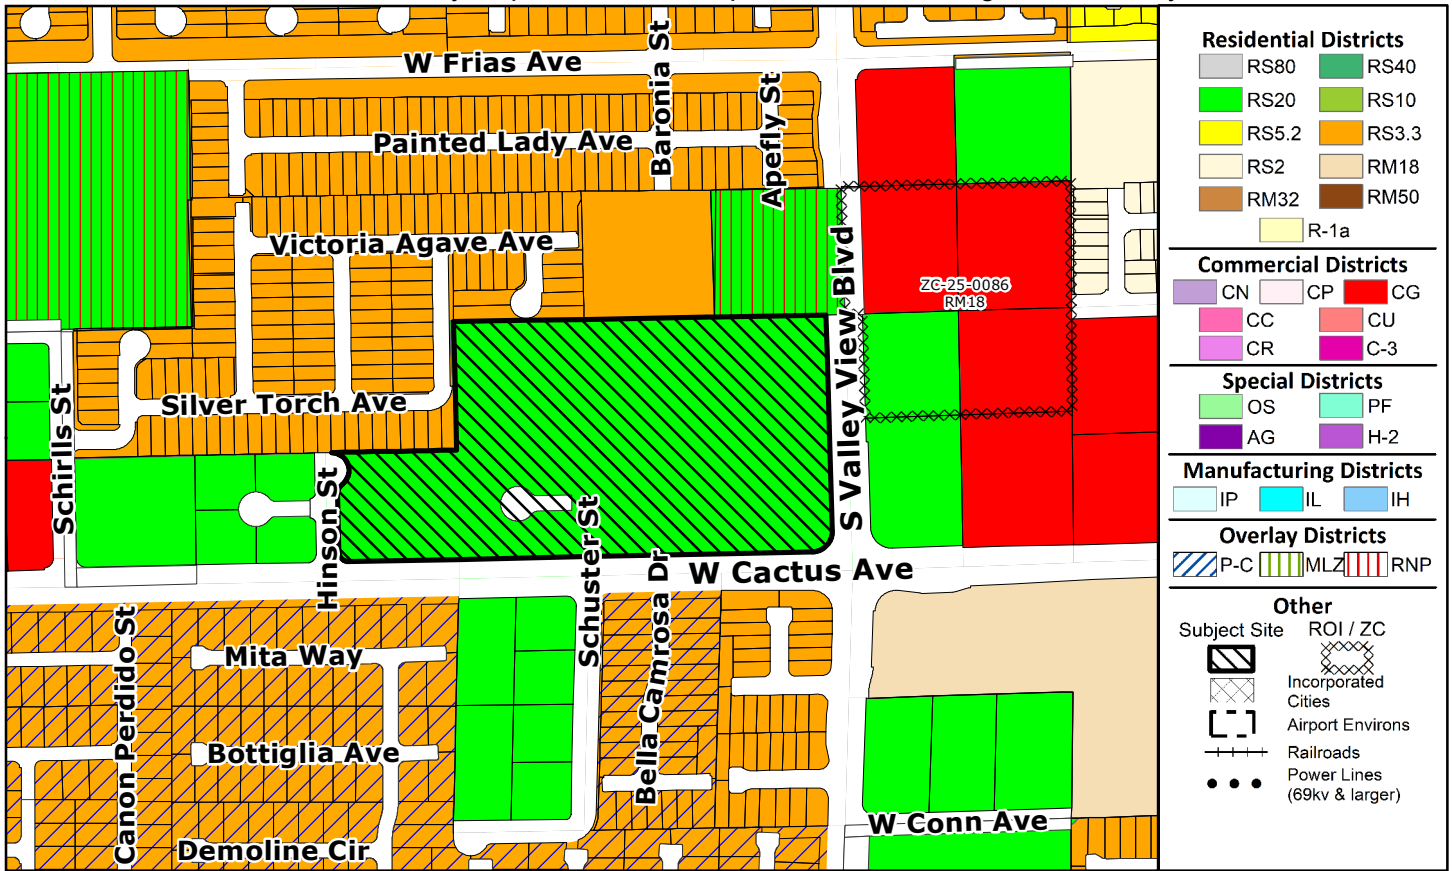 W Frias Ave
Baronia St
Apefly St
Painted Lady Ave
Victoria Agave Ave
S Valley View Blvd
ZC-25-0086
RM18
Silver Torch Ave
Schirlls St
Hinson St
Schuster St
W Cactus Ave
Canon Perdido St
Bella Camrosa Dr
Mita Way
Bottiglia Ave
W Conn Ave
Demoline Cir
Residential Districts
RS80 RS40
RS20 RS10
RS5.2 RS3.3
RS2 RM18
RM32 RM50
R-1a
Commercial Districts
CN CP CG
CC CU
CR C-3
Special Districts
OS PF
AG H-2
Manufacturing Districts
IP IL IH
Overlay Districts
P-C MLZ RNP
Other
Subject Site ROI / ZC
Incorporated
Cities
Airport Environs
Railroads
Power Lines
(69kv & larger)